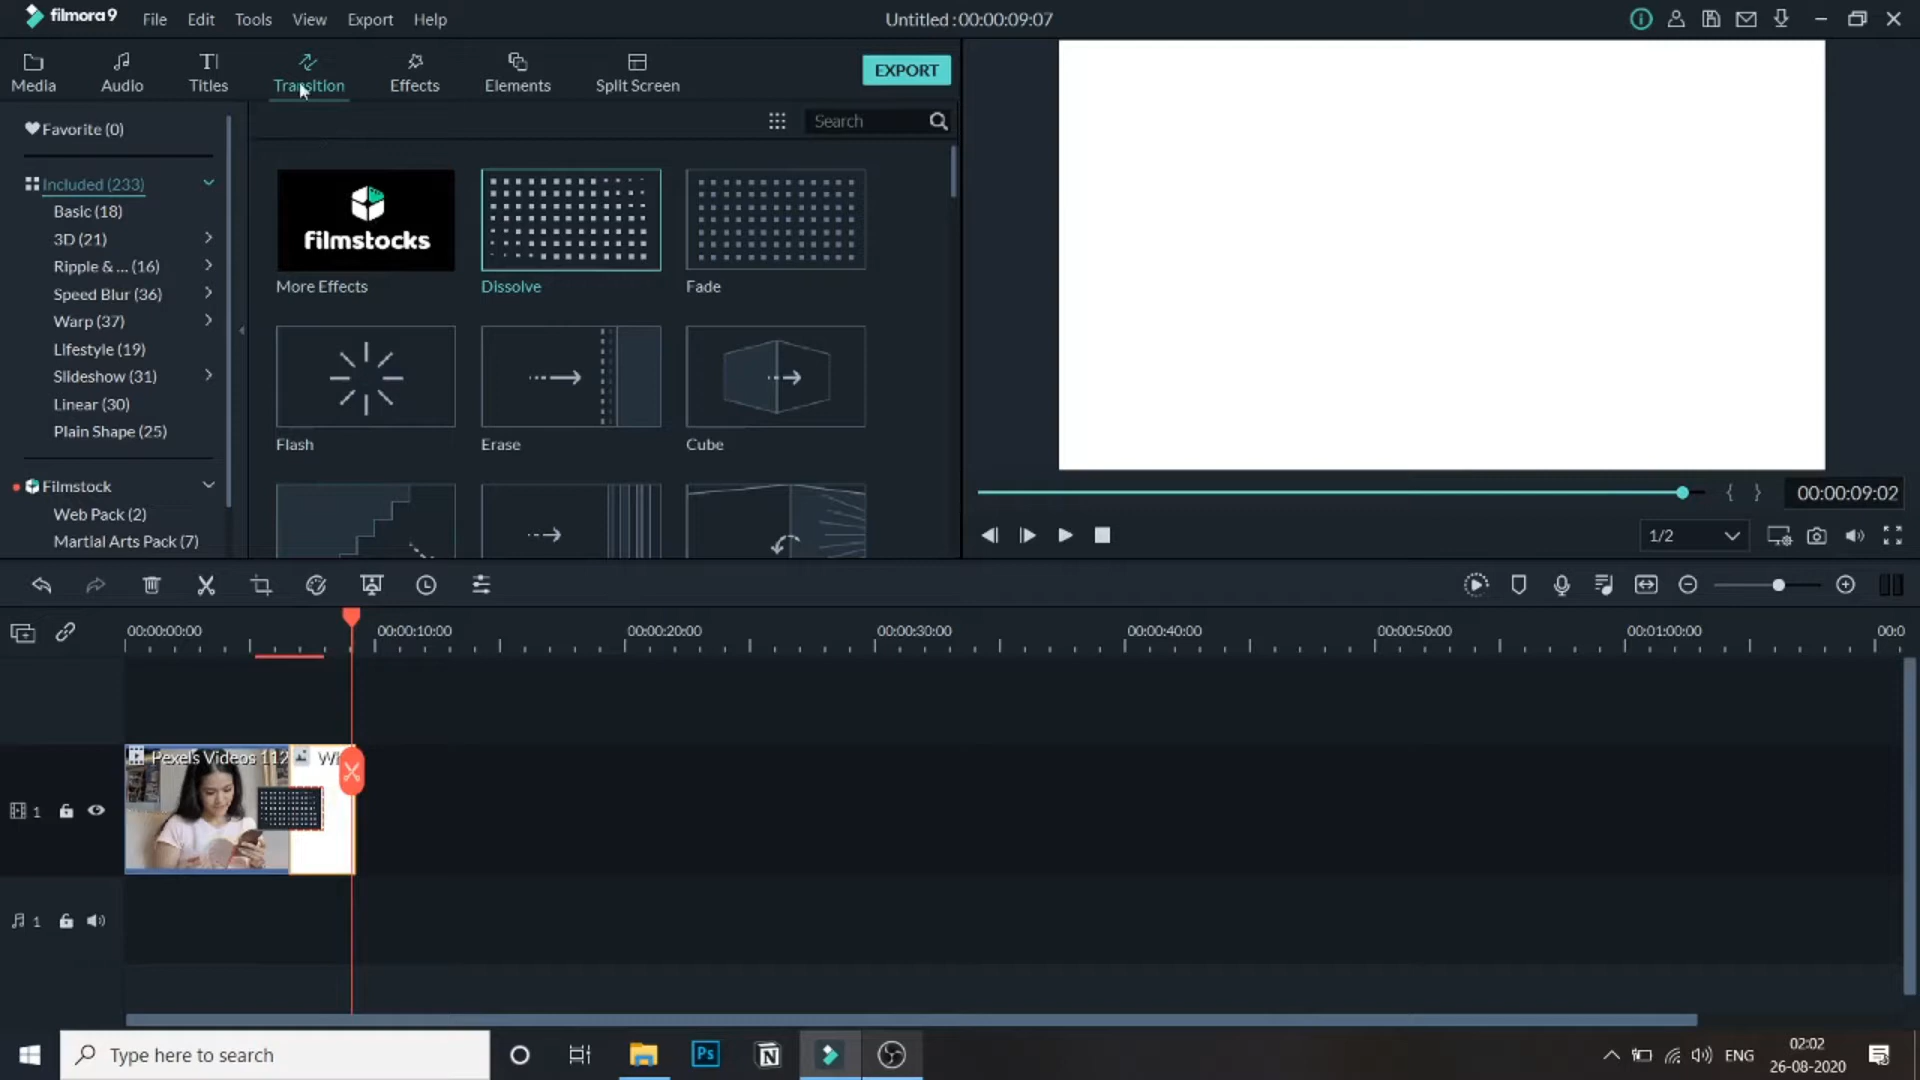 filmora9
File Edit Tools View Export Help
Untitled : 00:00:09:07
Media Audio Titles Transition Effects Elements Split Screen
EXPORT
Favorite (0)
Search
Included (233)
Basic (18)
3D (21)
Ripple & ... (16)
Speed Blur (36)
Warp (37)
Lifestyle (19)
Slideshow (31)
Linear (30)
Plain Shape (25)
Filmstock
Web Pack (2)
Martial Arts Pack (7)
filmstocks
More Effects Dissolve Fade
Flash Erase Cube
00:00:09:02
1/2
00:00:00:00 00:00:10:00 00:00:20:00 00:00:30:00 00:00:40:00 00:00:50:00 00:01:00:00 00:0
Pexels Videos 112
1
1
Type here to search
Ps
N
ENG
02:02
26-08-2020